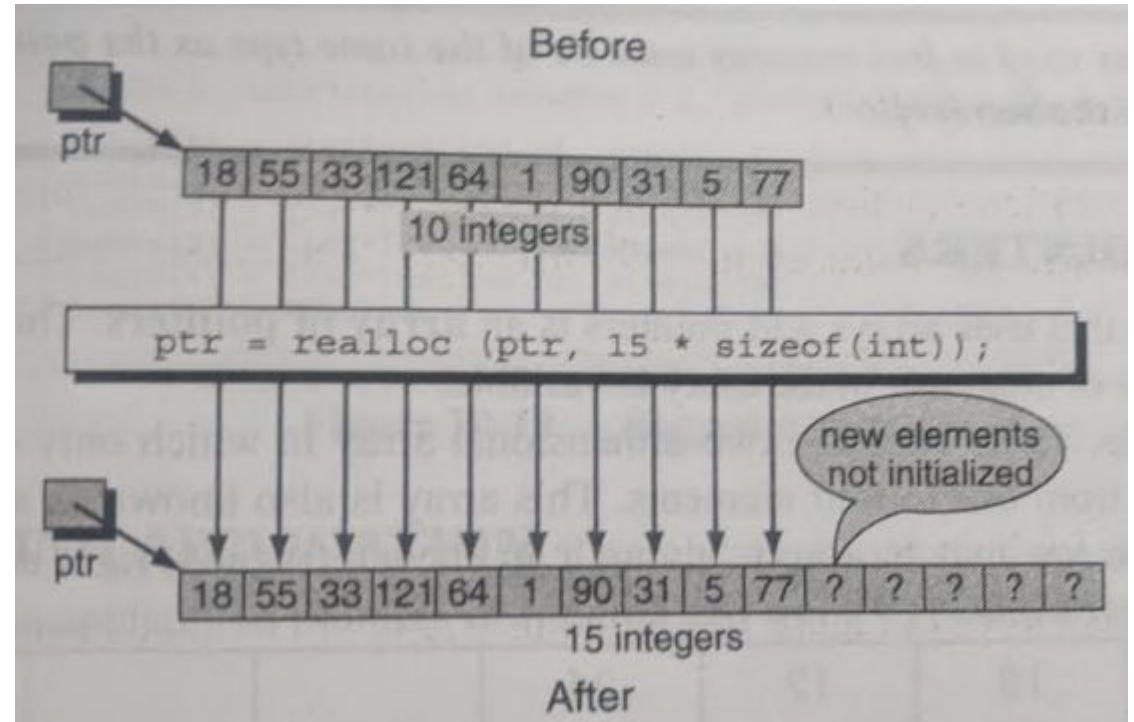 Before
ptr
18 55 33 121 64 1 90 31 5 77
10 integers
ptr = realloc (ptr, 15 * sizeof(int));
new elements
not initialized
ptr
18 55 33 121 64 1 90 31 5 77 ? ? ? ? ?
15 integers
After